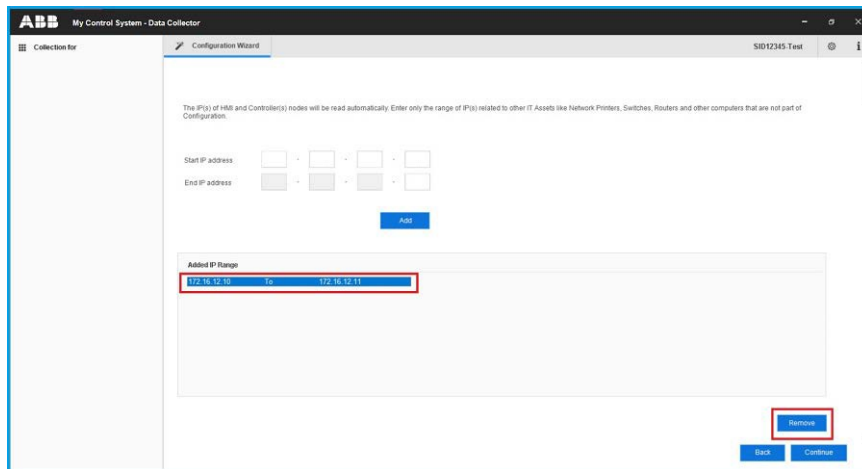 ABB My Control System - Data Collector
Collection for
Configuration Wizard
SID12345-Test
The IP(s) of HMI and Controller(s) nodes will be read automatically. Enter only the range of IP(s) related to other IT Assets like Network Printers, Switches, Routers and other computers that are not part of
Configuration.
Start IP address - - -
End IP address - - -
Add
Added IP Range
172.16.12.10 To 172.16.12.11
Remove
Back Continue